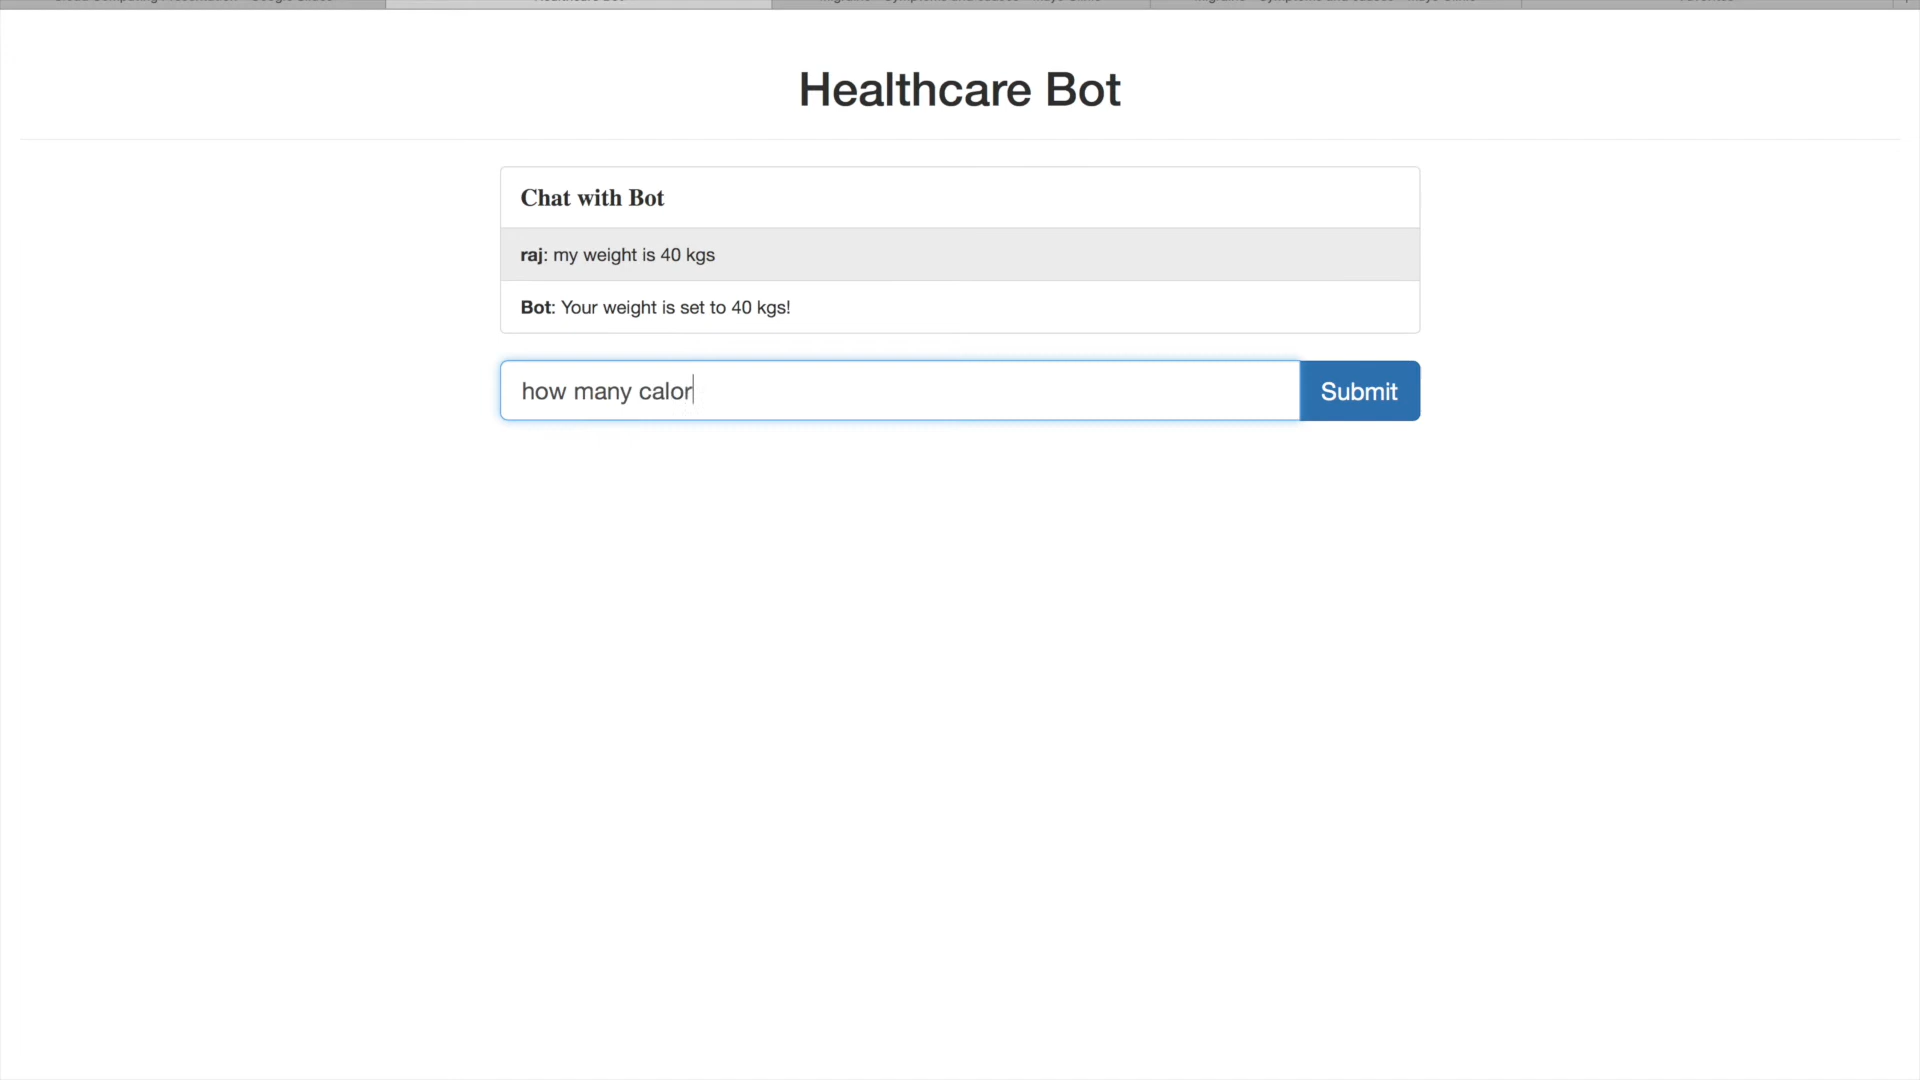 Healthcare Bot
Chat with Bot
raj: my weight is 40 kgs
Bot: Your weight is set to 40 kgs!
how many calor
Submit